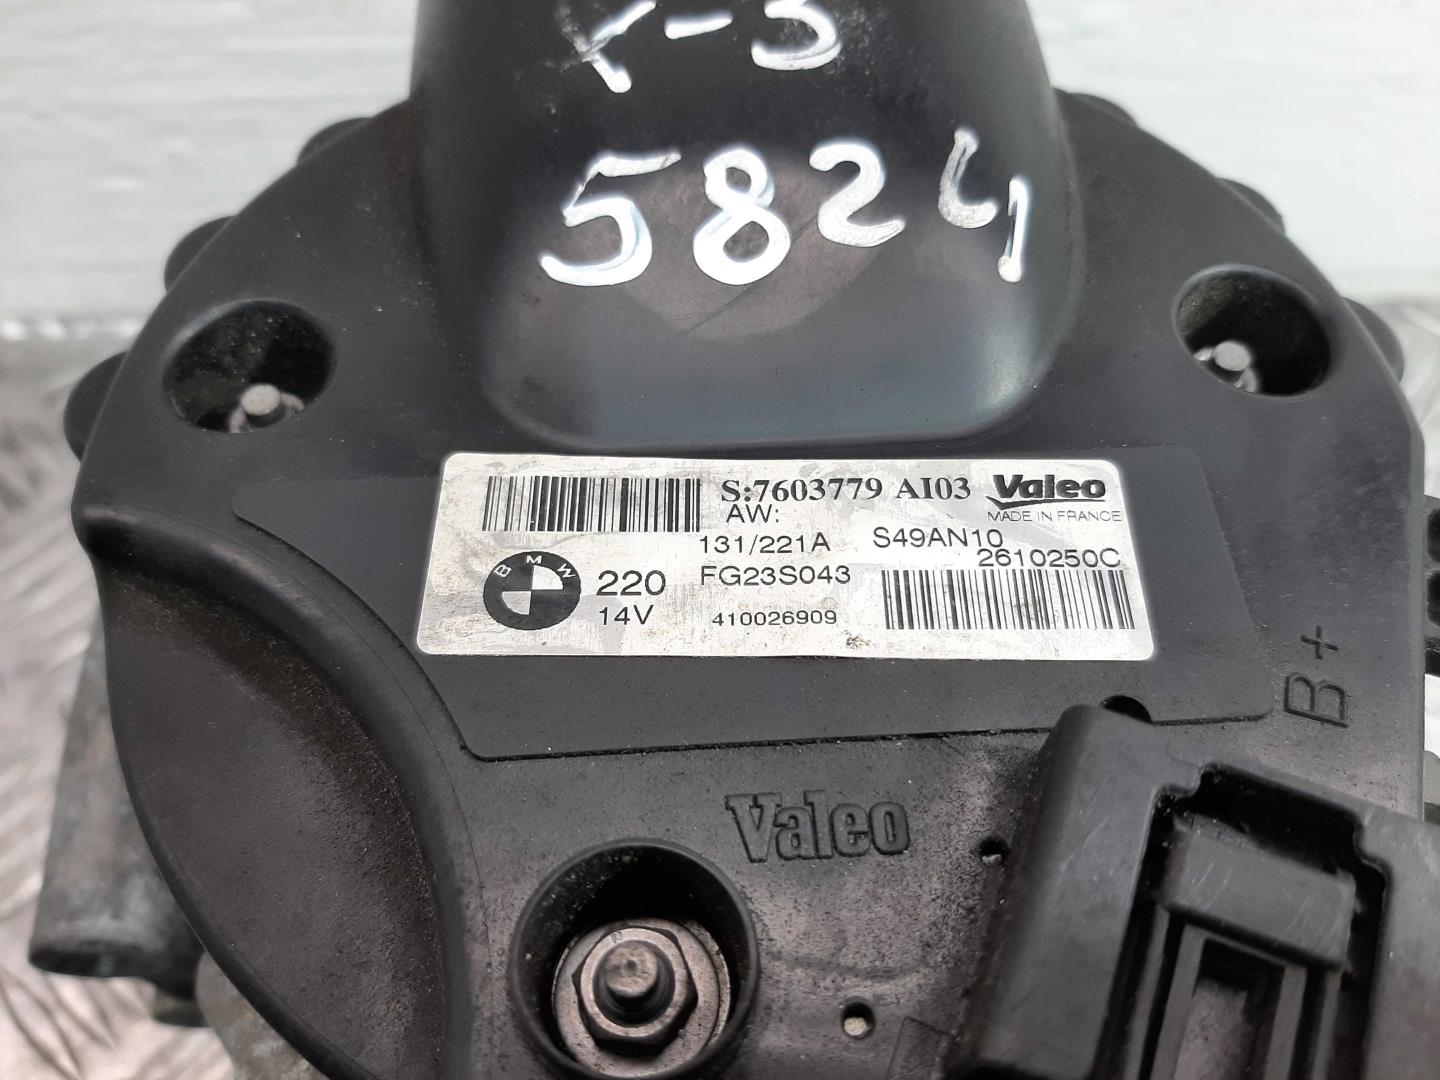 5824
S:7603779 AI03 Valeo
AW: MADE IN FRANCE
131/221A S49AN10
BMW 220 FG23S043 2610250C
14V 410026909
B+
Valeo